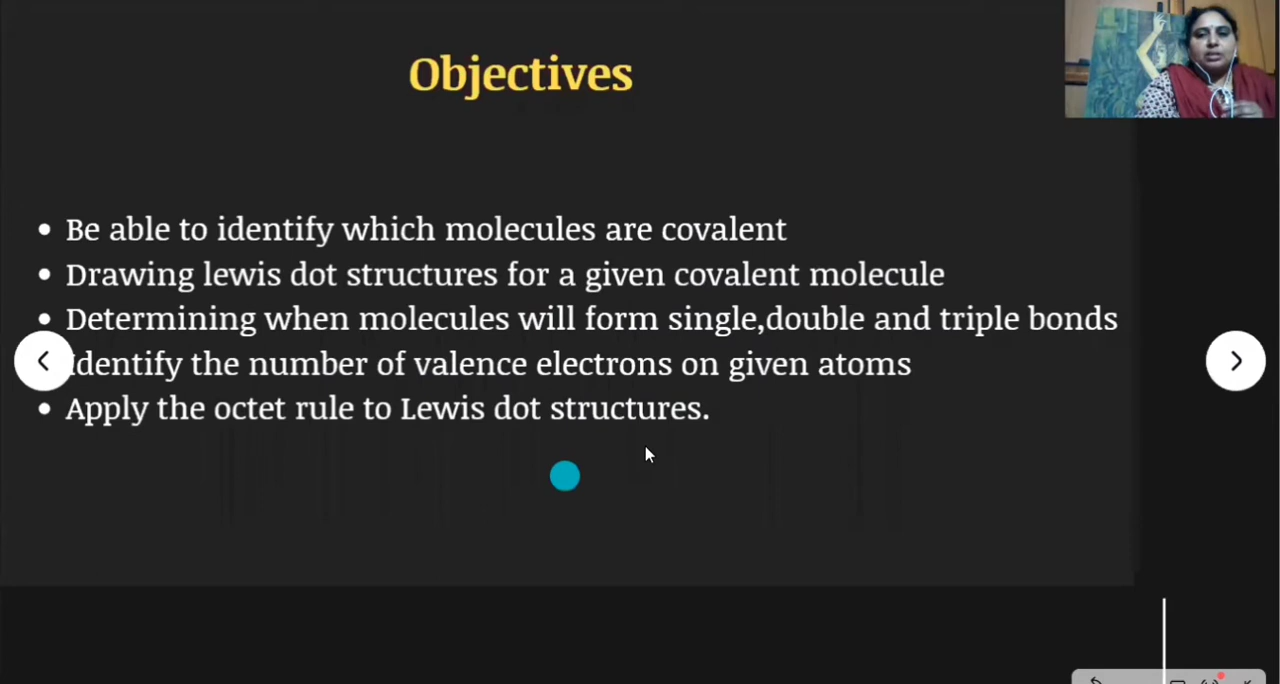 Objectives
Be able to identify which molecules are covalent
Drawing lewis dot structures for a given covalent molecule
Determining when molecules will form single,double and triple bonds
Identify the number of valence electrons on given atoms
Apply the octet rule to Lewis dot structures.